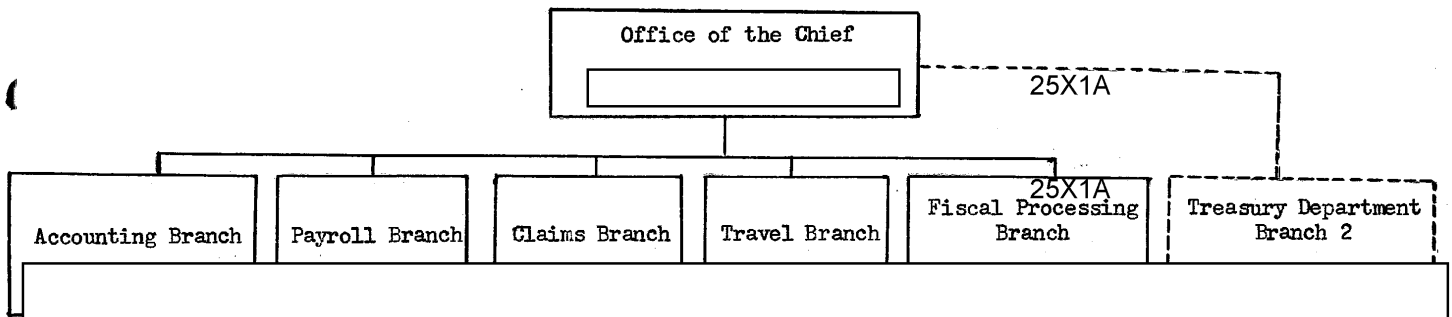 Office of the Chief
25X1A
25X1A
Accounting Branch
Payroll Branch
Claims Branch
Travel Branch
Fiscal Processing
Branch
Treasury Department
Branch 2